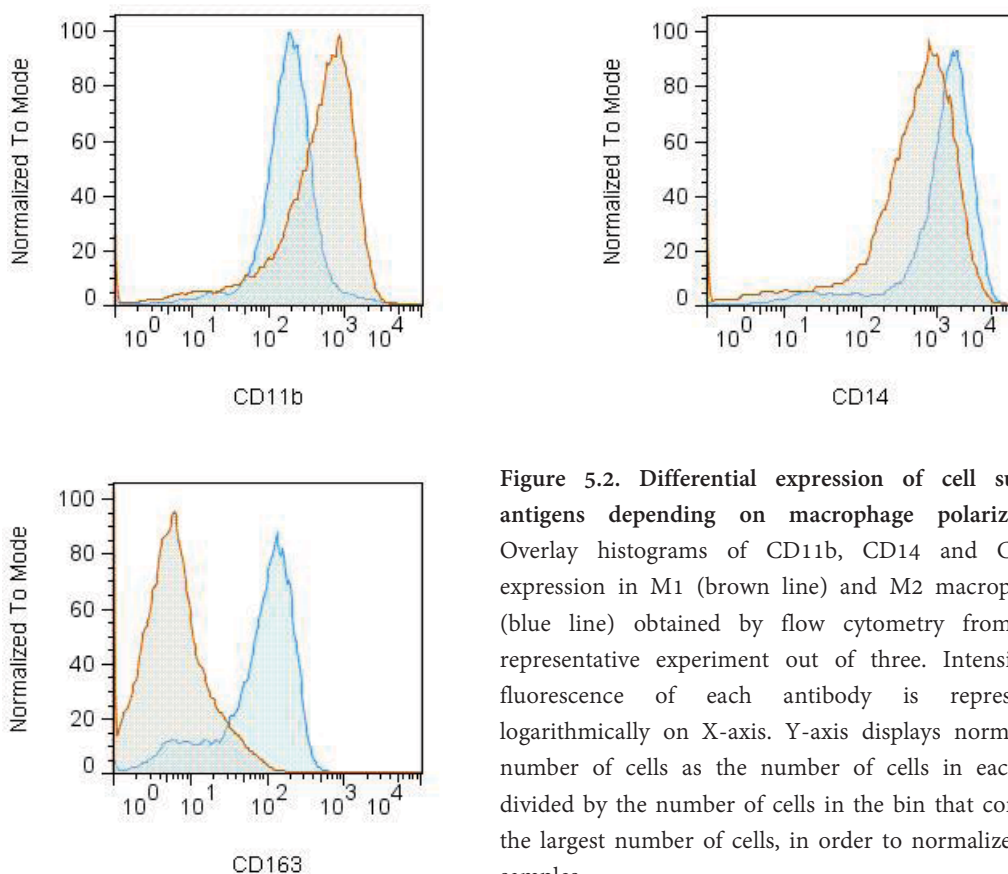 100
80
60
40
20
0
Normalized To Mode
10^0 10^1 10^2 10^3 10^4
CD11b
100
80
60
40
20
0
Normalized To Mode
10^0 10^1 10^2 10^3 10^4
CD14
100
80
60
40
20
0
Normalized To Mode
10^0 10^1 10^2 10^3 10^4
CD163
Figure 5.2. Differential expression of cell
antigens depending on macrophage
Overlay histograms of CD11b, CD14 and
expression in M1 (brown line) and M2
(blue line) obtained by flow cytometry from
representative experiment out of three.
fluorescence of each antibody is
logarithmically on X-axis. Y-axis displays
number of cells as the number of cells in each
divided by the number of cells in the bin that
the largest number of cells, in order to normalize